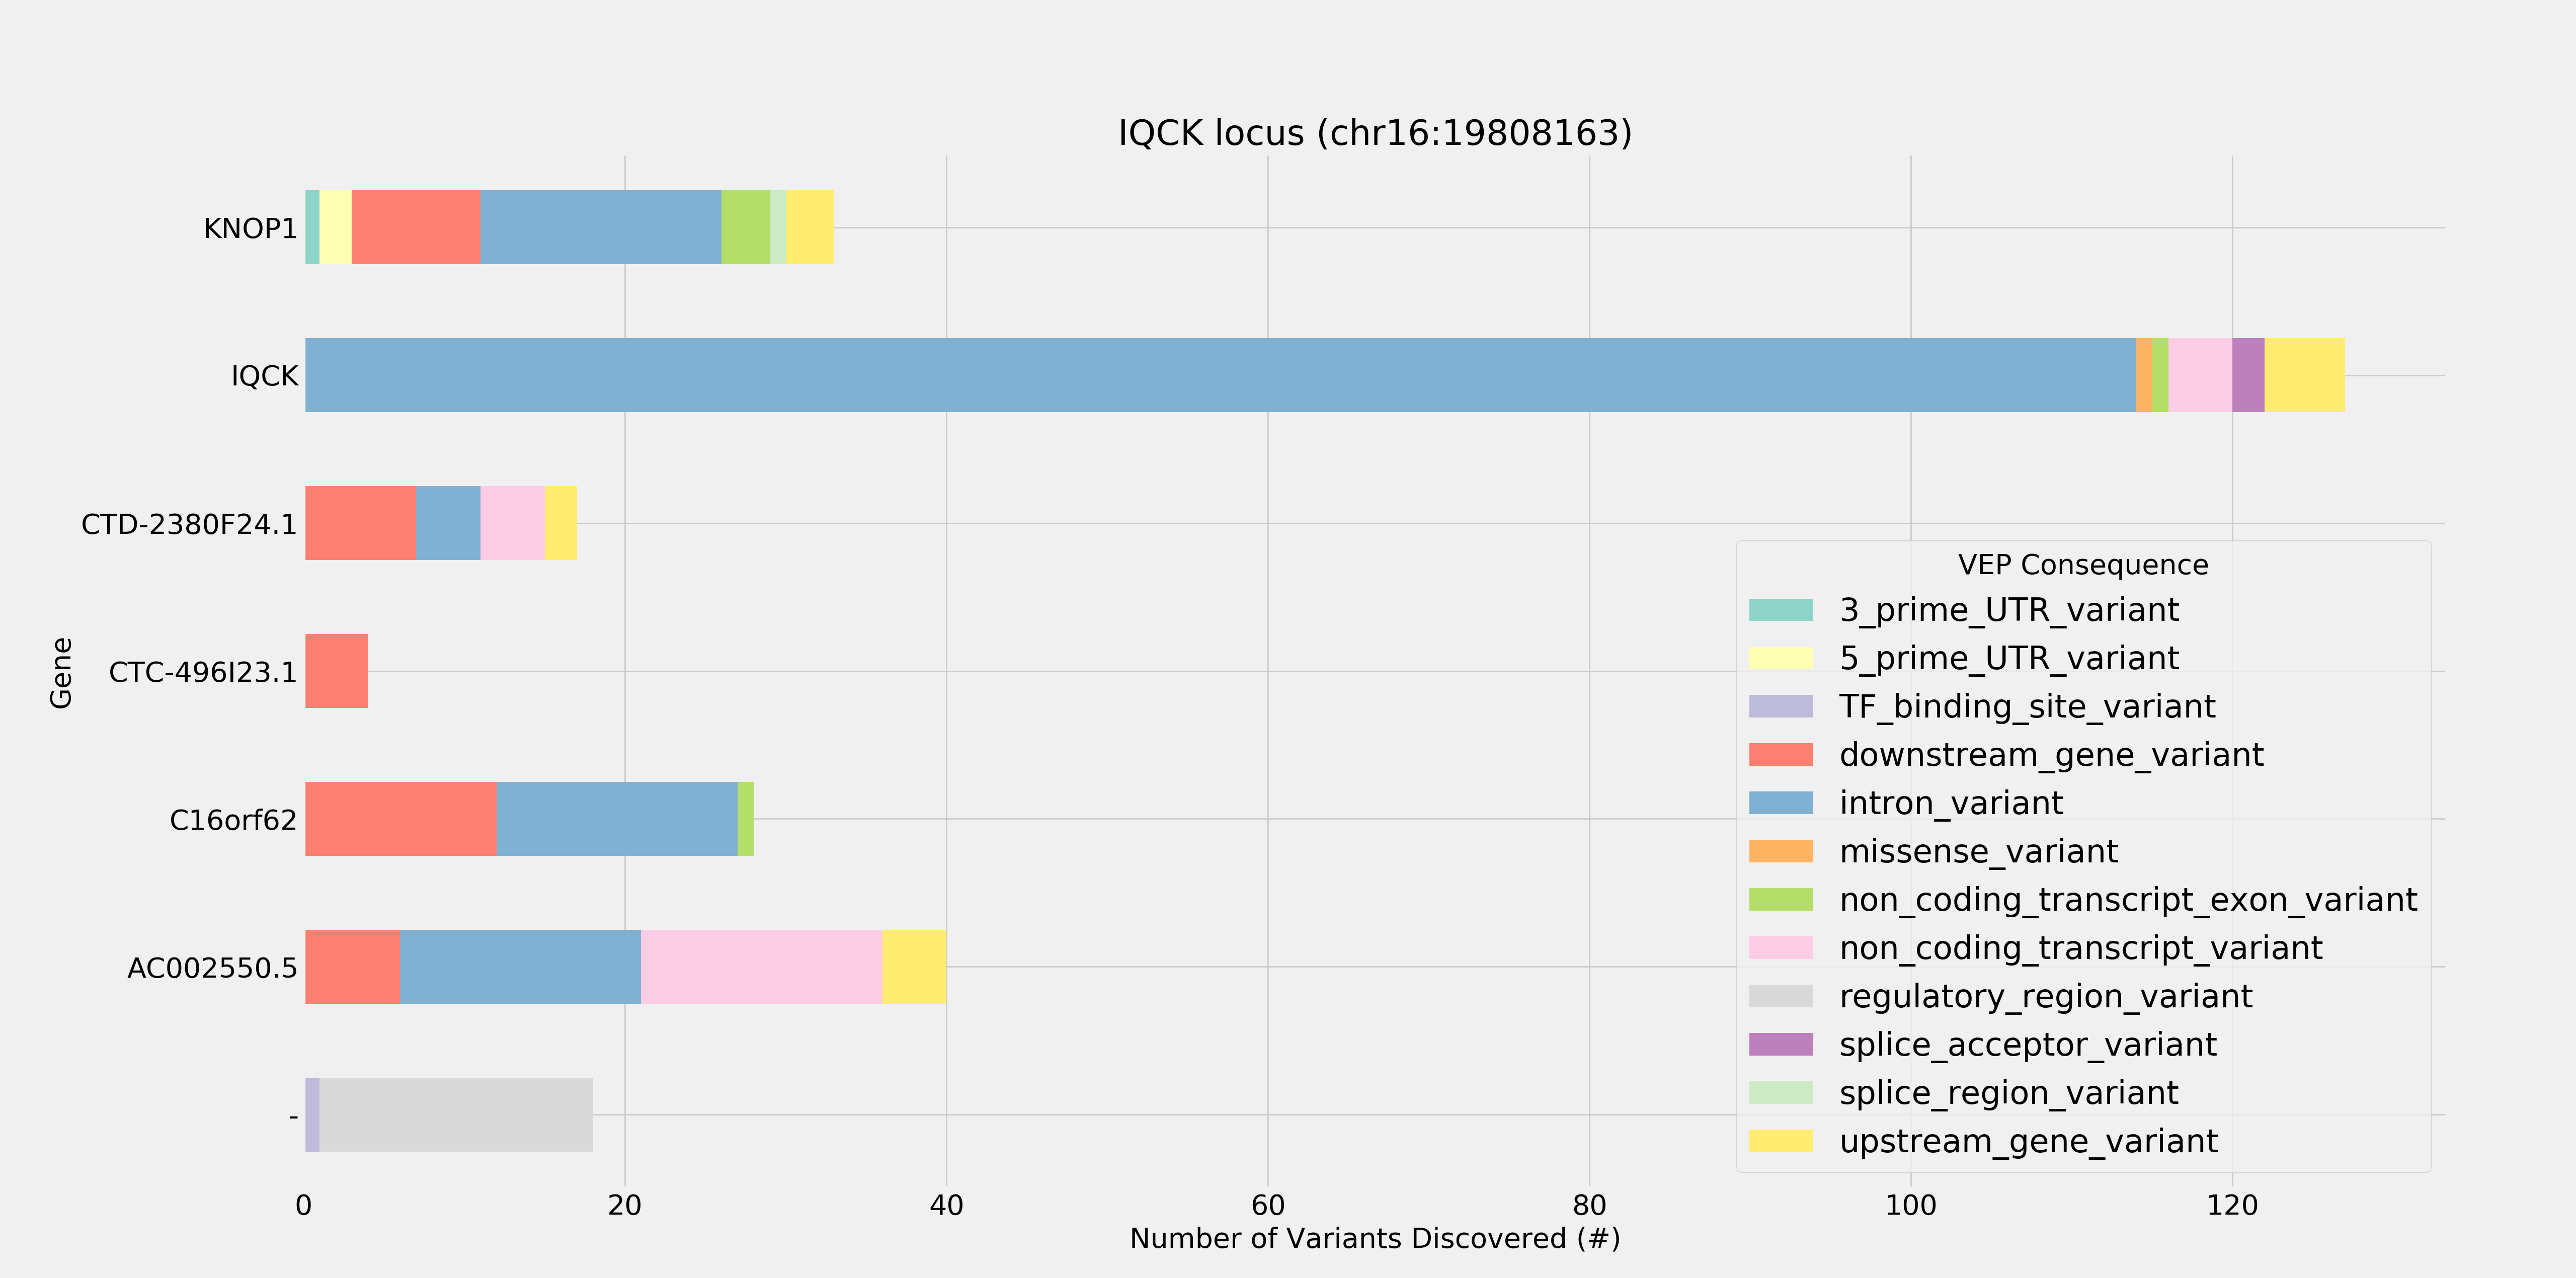 IQCK locus (chr16:19808163)
KNOP1
IQCK
CTD-2380F24.1
CTC-496I23.1
C16orf62
AC002550.5
-
Gene
VEP Consequence
3_prime_UTR_variant
5_prime_UTR_variant
TF_binding_site_variant
downstream_gene_variant
intron_variant
missense_variant
non_coding_transcript_exon_variant
non_coding_transcript_variant
regulatory_region_variant
splice_acceptor_variant
splice_region_variant
upstream_gene_variant
0 20 40 60 80 100 120
Number of Variants Discovered (#)